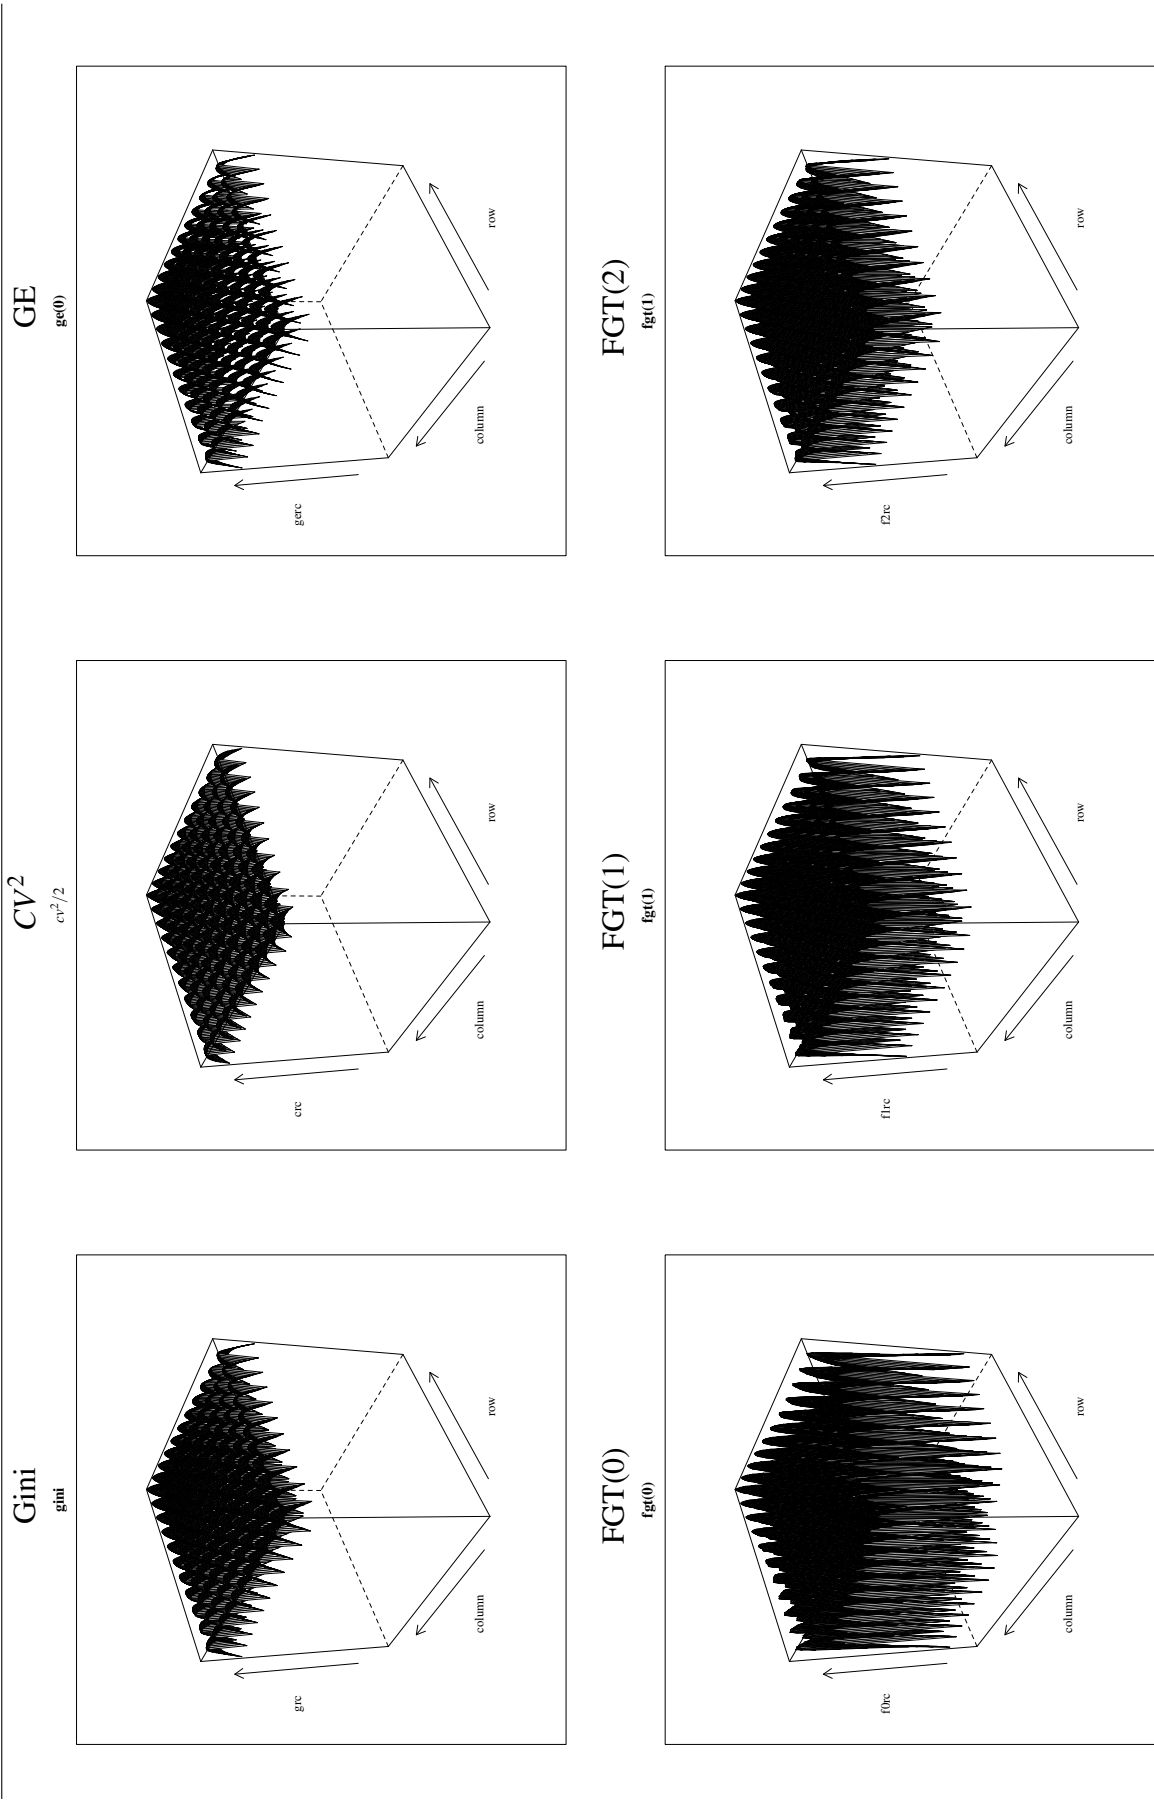 GE
ge(0)
gerc
column
row
FGT(2)
fgt(1)
f2rc
column
row
CV²
cv²/2
crc
column
row
FGT(1)
fgt(1)
f1rc
column
row
Gini
gini
grc
column
row
FGT(0)
fgt(0)
f0rc
column
row